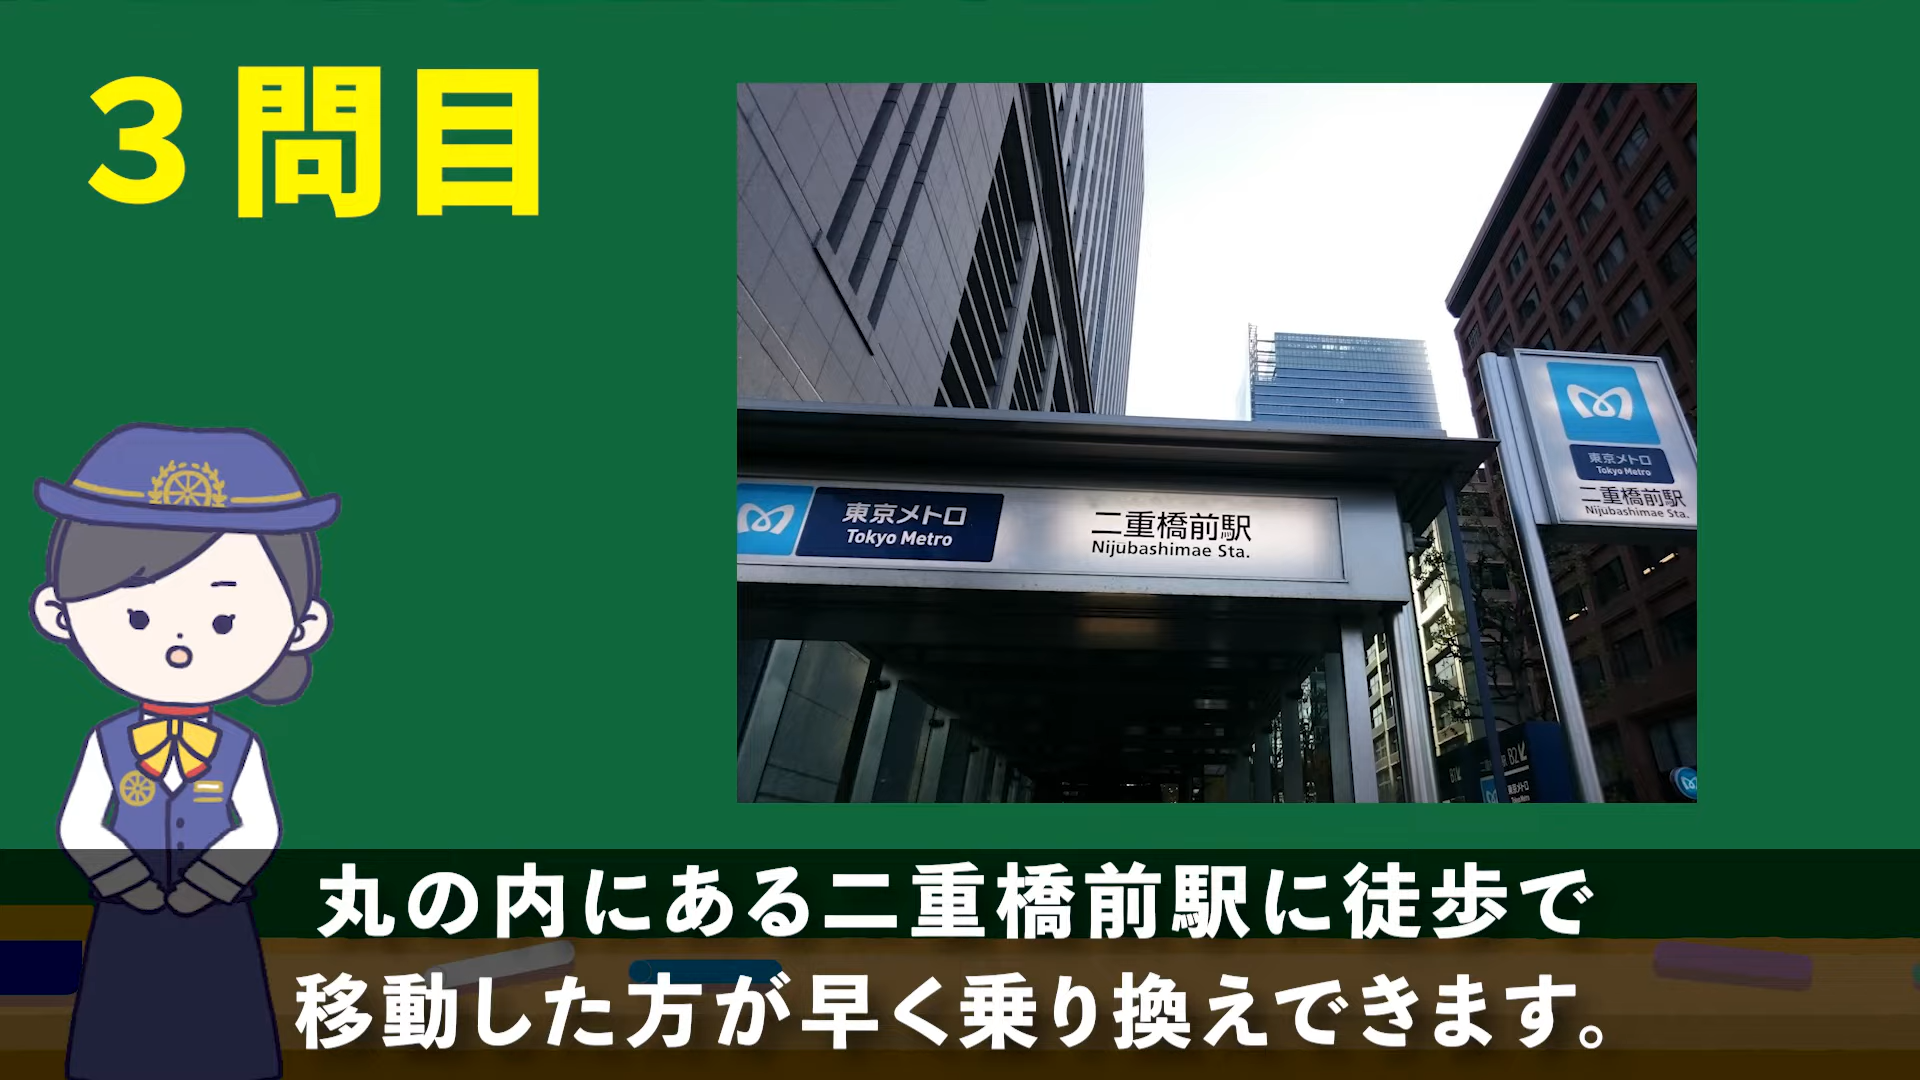 ３問目
東京メトロ
Tokyo Metro
二重橋前駅
Nijūbashimae Sta.
東京メトロ
Tokyo Metro
二重橋前駅
Nijūbashimae Sta.
丸の内にある二重橋前駅に徒歩で
移動した方が早く乗り換えできます。